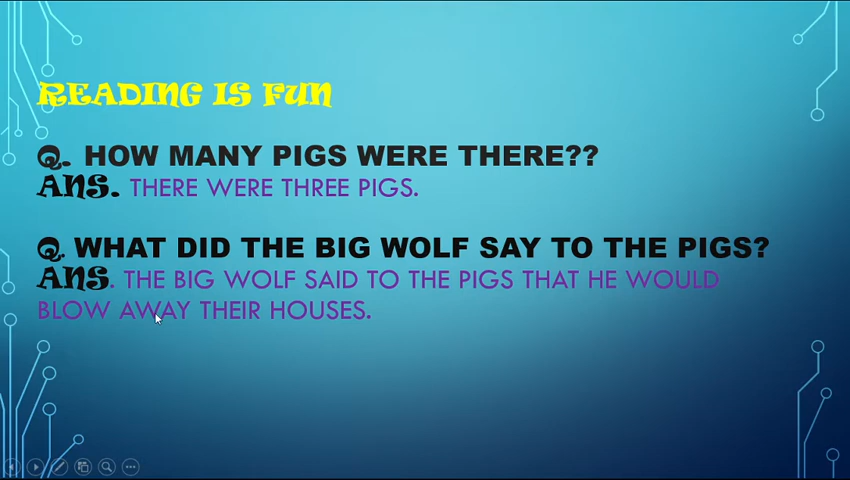 READING IS FUN
Q. HOW MANY PIGS WERE THERE??
ANS. THERE WERE THREE PIGS.
Q. WHAT DID THE BIG WOLF SAY TO THE PIGS?
ANS. THE BIG WOLF SAID TO THE PIGS THAT HE WOULD
BLOW AWAY THEIR HOUSES.